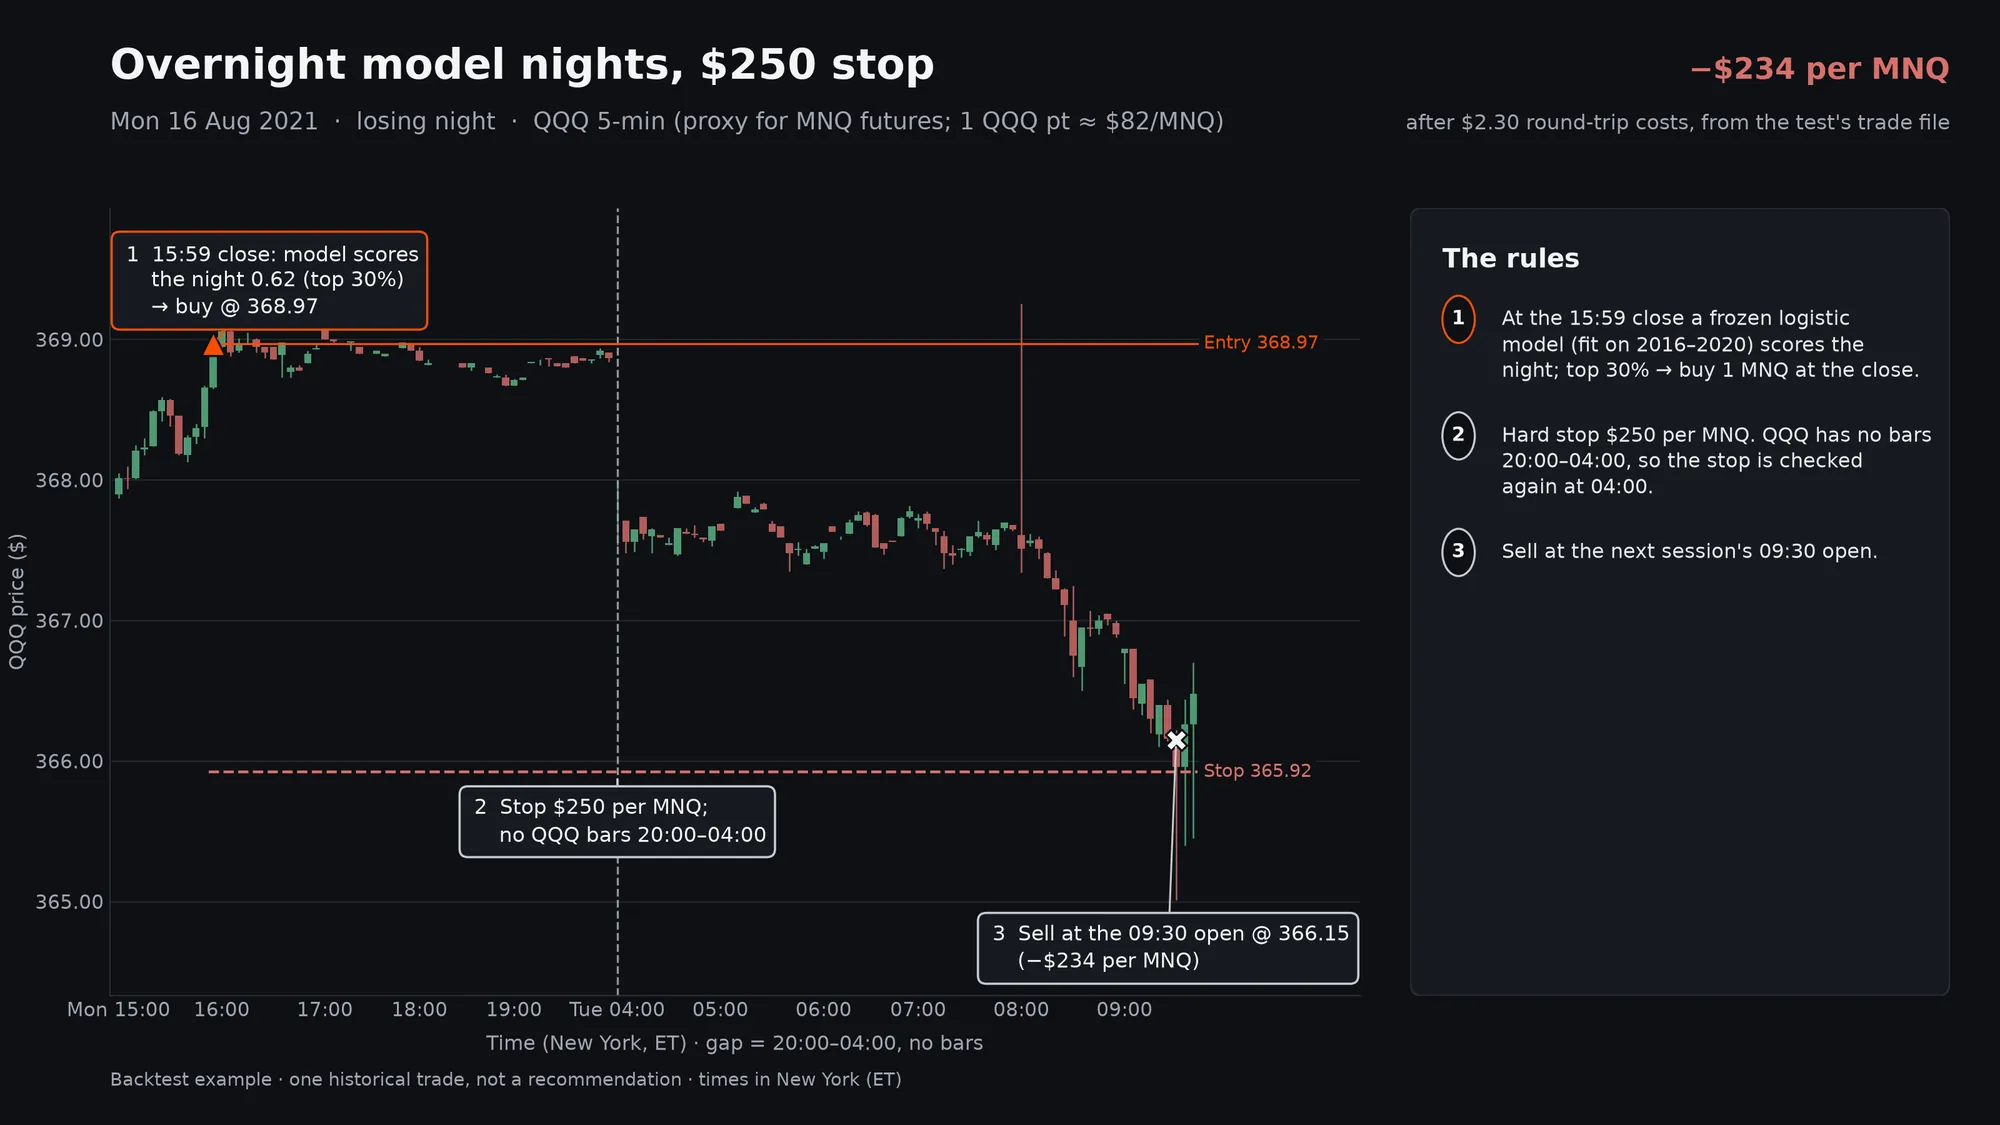 Overnight model nights, $250 stop
−$234 per MNQ
Mon 16 Aug 2021 · losing night · QQQ 5-min (proxy for MNQ futures; 1 QQQ pt ≈ $82/MNQ)
after $2.30 round-trip costs, from the test's trade file
1 15:59 close: model scores
the night 0.62 (top 30%)
→ buy @ 368.97
369.00
368.00
367.00
366.00
365.00
QQQ price ($)
Entry 368.97
Stop 365.92
2 Stop $250 per MNQ;
no QQQ bars 20:00–04:00
3 Sell at the 09:30 open @ 366.15
(−$234 per MNQ)
Mon 15:00 16:00 17:00 18:00 19:00 Tue 04:00 05:00 06:00 07:00 08:00 09:00
Time (New York, ET) · gap = 20:00–04:00, no bars
The rules
1 At the 15:59 close a frozen logistic
model (fit on 2016–2020) scores the
night; top 30% → buy 1 MNQ at the close.
2 Hard stop $250 per MNQ. QQQ has no bars
20:00–04:00, so the stop is checked
again at 04:00.
3 Sell at the next session's 09:30 open.
Backtest example · one historical trade, not a recommendation · times in New York (ET)